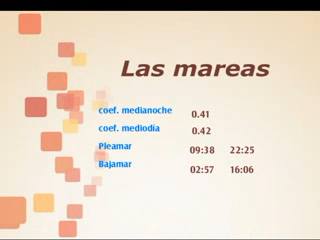 Las mareas
coef. medianoche 0.41
coef. mediodía 0.42
Pleamar 09:38 22:25
Bajamar 02:57 16:06